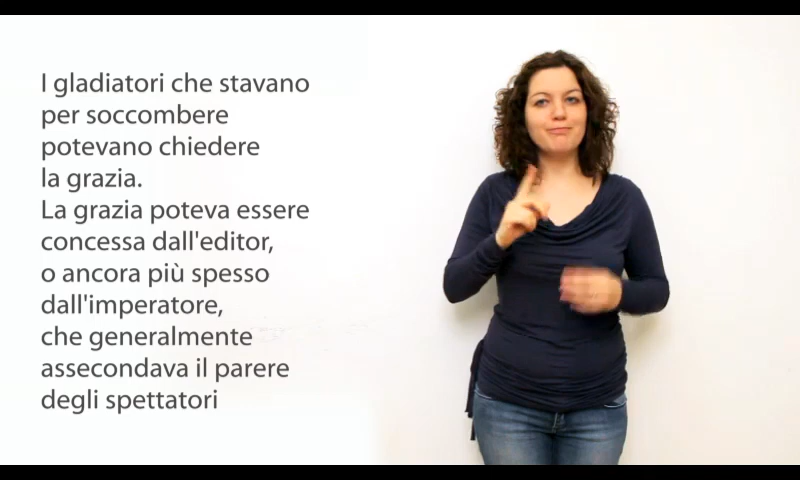 I gladiatori che stavano
per soccombere
potevano chiedere
la grazia.
La grazia poteva essere
concessa dall'editor,
o ancora più spesso
dall'imperatore,
che generalmente
assecondava il parere
degli spettatori